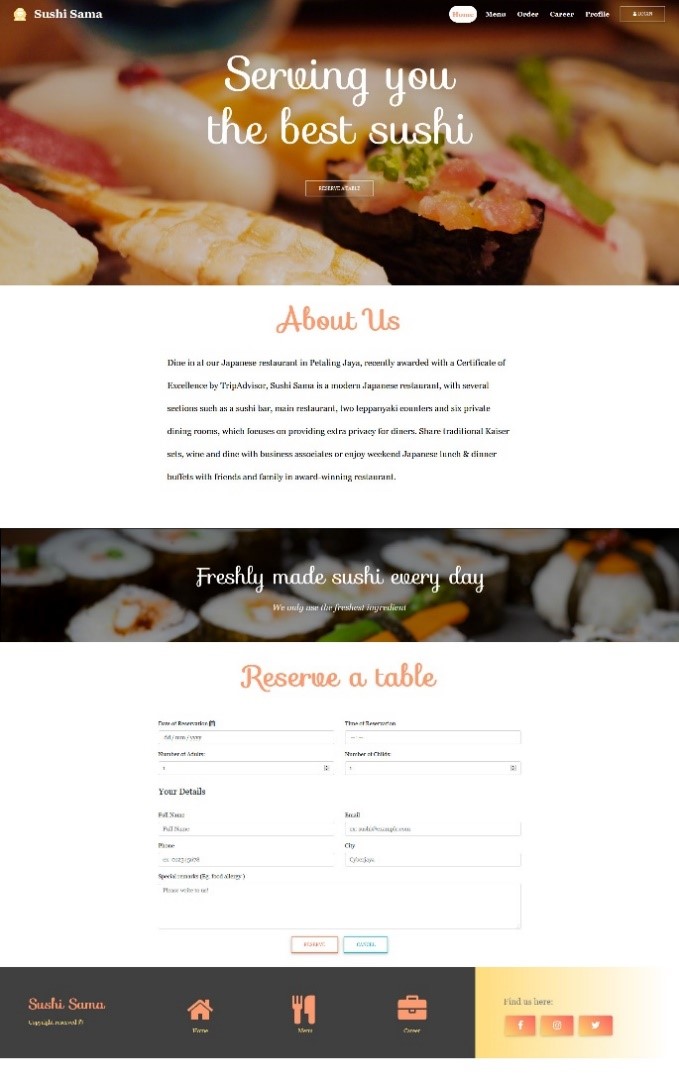 Sushi Sama
Home Menu Order Career Profile LOGIN
Serving you
the best sushi
RESERVE A TABLE
About Us
Dine in at our Japanese restaurant in Petaling Jaya, recently awarded with a Certificate of
Excellence by TripAdvisor, Sushi Sama is a modern Japanese restaurant, with several
sections such as a sushi bar, main restaurant, two teppanyaki counters and six private
dining rooms, which focuses on providing extra privacy for diners. Share traditional Kaiser
sets, wine and dine with business associates or enjoy weekend Japanese lunch & dinner
buffets with friends and family in award-winning restaurant.
Freshly made sushi every day
We only use the freshest ingredient
Reserve a table
Date of Reservation Time of Reservation
dd/mm/yyyy -- : --
Number of Adults: Number of Childs:
Your Details
Full Name Email
Full Name ex. sushi@example.com
Phone City
ex. Cyberjaya
Special remarks (Eg. food allergy )
Please write to us!
RESERVE CANCEL
Sushi Sama
Copyright reserved ©
Home Menu Career
Find us here: